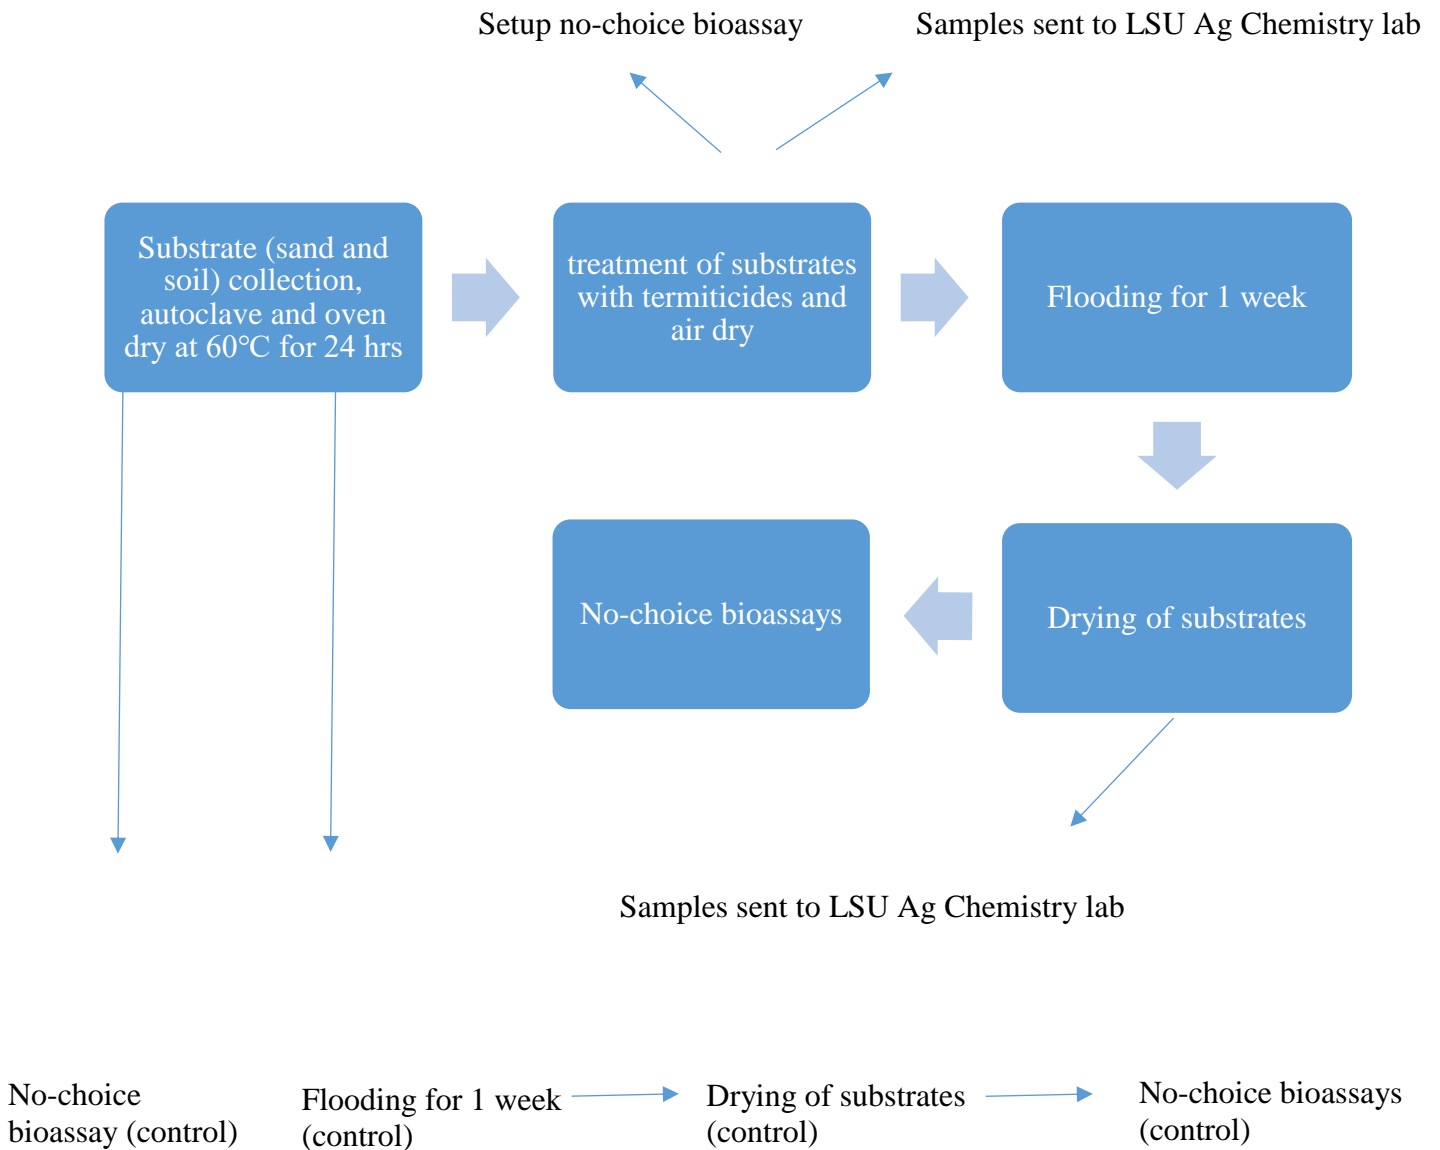 Setup no-choice bioassay
Samples sent to LSU Ag Chemistry lab
Substrate (sand and
soil) collection,
autoclave and oven
dry at 60°C for 24 hrs
treatment of substrates
with termiticides and
air dry
Flooding for 1 week
No-choice bioassays
Drying of substrates
Samples sent to LSU Ag Chemistry lab
No-choice
bioassay (control)
Flooding for 1 week
(control)
Drying of substrates
(control)
No-choice bioassays
(control)